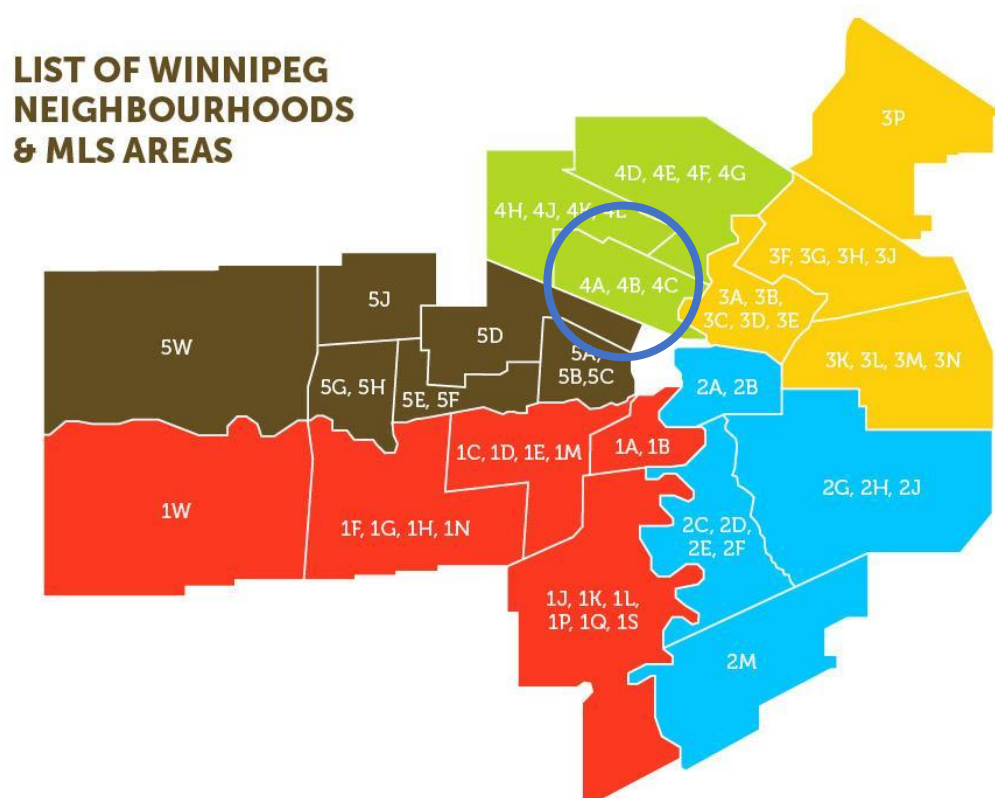 LIST OF WINNIPEG
NEIGHBOURHOODS
& MLS AREAS
3P
4D, 4E, 4F, 4G
4H, 4J, 4K, 4L
3F, 3G, 3H, 3J
4A, 4B, 4C
5J
3A, 3B,
3C, 3D, 3E
5D
5W
5A,
5B,5C
3K, 3L, 3M, 3N
5G, 5H
2A, 2B
5E, 5F
1C, 1D, 1E, 1M
1A, 1B
2G, 2H, 2J
1W
1F, 1G, 1H, 1N
2C, 2D,
2E, 2F
1J, 1K, 1L,
1P, 1Q, 1S
2M